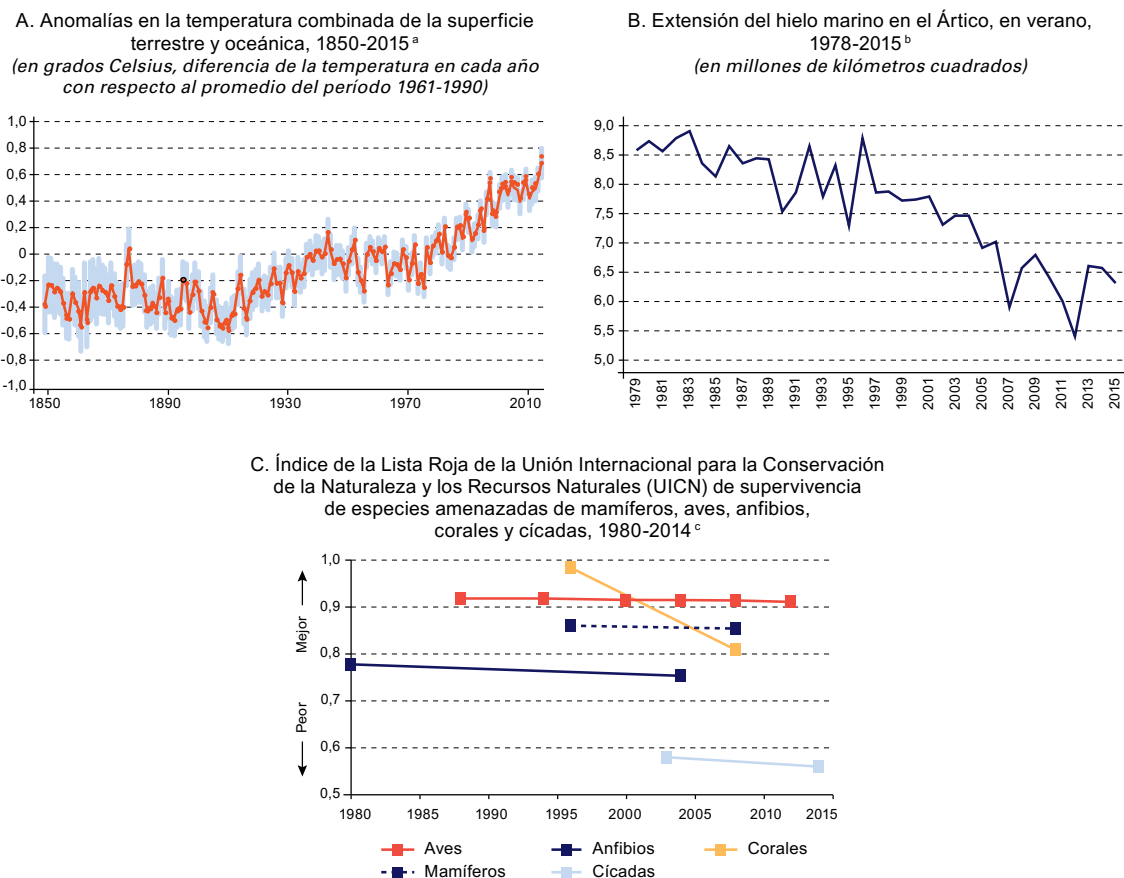 A. Anomalías en la temperatura combinada de la superficie
terrestre y oceánica, 1850-2015 a
(en grados Celsius, diferencia de la temperatura en cada año
con respecto al promedio del período 1961-1990)
1,0
0,8
0,6
0,4
0,2
0
-0,2
-0,4
-0,6
-0,8
-1,0
1850 1890 1930 1970 2010
B. Extensión del hielo marino en el Ártico, en verano,
1978-2015 b
(en millones de kilómetros cuadrados)
9,0
8,5
8,0
7,5
7,0
6,5
6,0
5,5
5,0
1979 1981 1983 1985 1987 1989 1991 1993 1995 1997 1999 2001 2003 2005 2007 2009 2011 2013 2015
C. Índice de la Lista Roja de la Unión Internacional para la Conservación
de la Naturaleza y los Recursos Naturales (UICN) de supervivencia
de especies amenazadas de mamíferos, aves, anfibios,
corales y cícadas, 1980-2014 c
Mejor
Peor
1,0
0,9
0,8
0,7
0,6
0,5
1980 1985 1990 1995 2000 2005 2010 2015
Aves Anfibios Corales
Mamíferos Cícadas